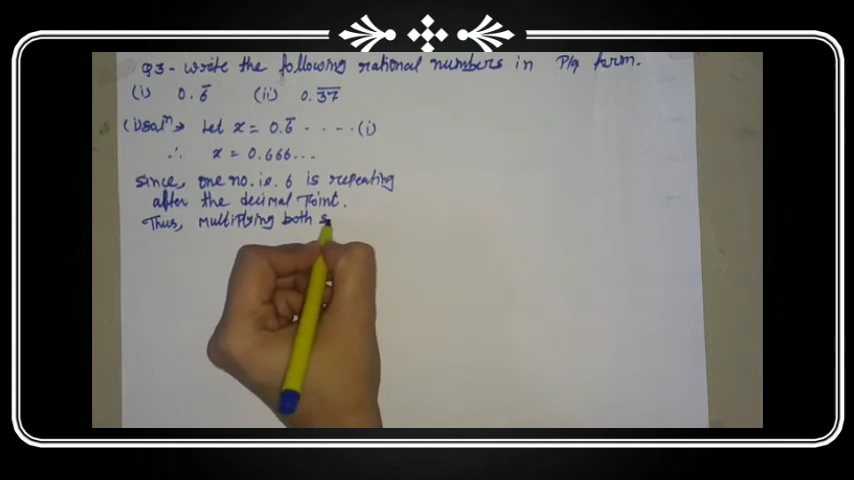 Q3 - Write the following rational numbers in P/q form.
(i) 0.6̅ (ii) 0.3̅7̅
(i) Solⁿ → Let x = 0.6̅ ..... (i)
∴ x = 0.666...
since, one no. i.e. 6 is repeating
after the decimal Point.
Thus, multiplying both s